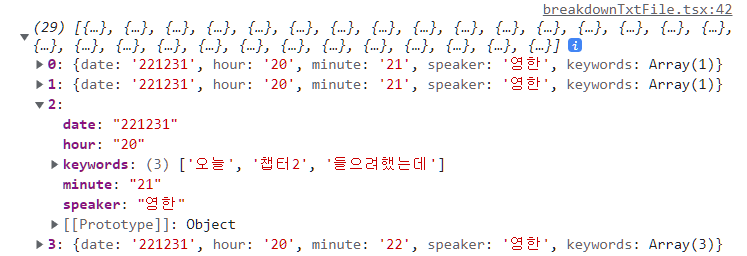 breakdownTxtFile.tsx:42
(29) [{…}, {…}, {…}, {…}, {…}, {…}, {…}, {…}, {…}, {…}, {…}, {…}, {…},
{…}, {…}, {…}, {…}, {…}, {…}, {…}, {…}, {…}, {…}, {…}, {…}, {…}, {…},
{…}, {…}] i
0: {date: '221231', hour: '20', minute: '21', speaker: '영한', keywords: Array(1)}
1: {date: '221231', hour: '20', minute: '21', speaker: '영한', keywords: Array(1)}
2:
date: "221231"
hour: "20"
keywords: (3) ['오늘', '챕터2', '들으려했는데']
minute: "21"
speaker: "영한"
[[Prototype]]: Object
3: {date: '221231', hour: '20', minute: '22', speaker: '영한', keywords: Array(3)}